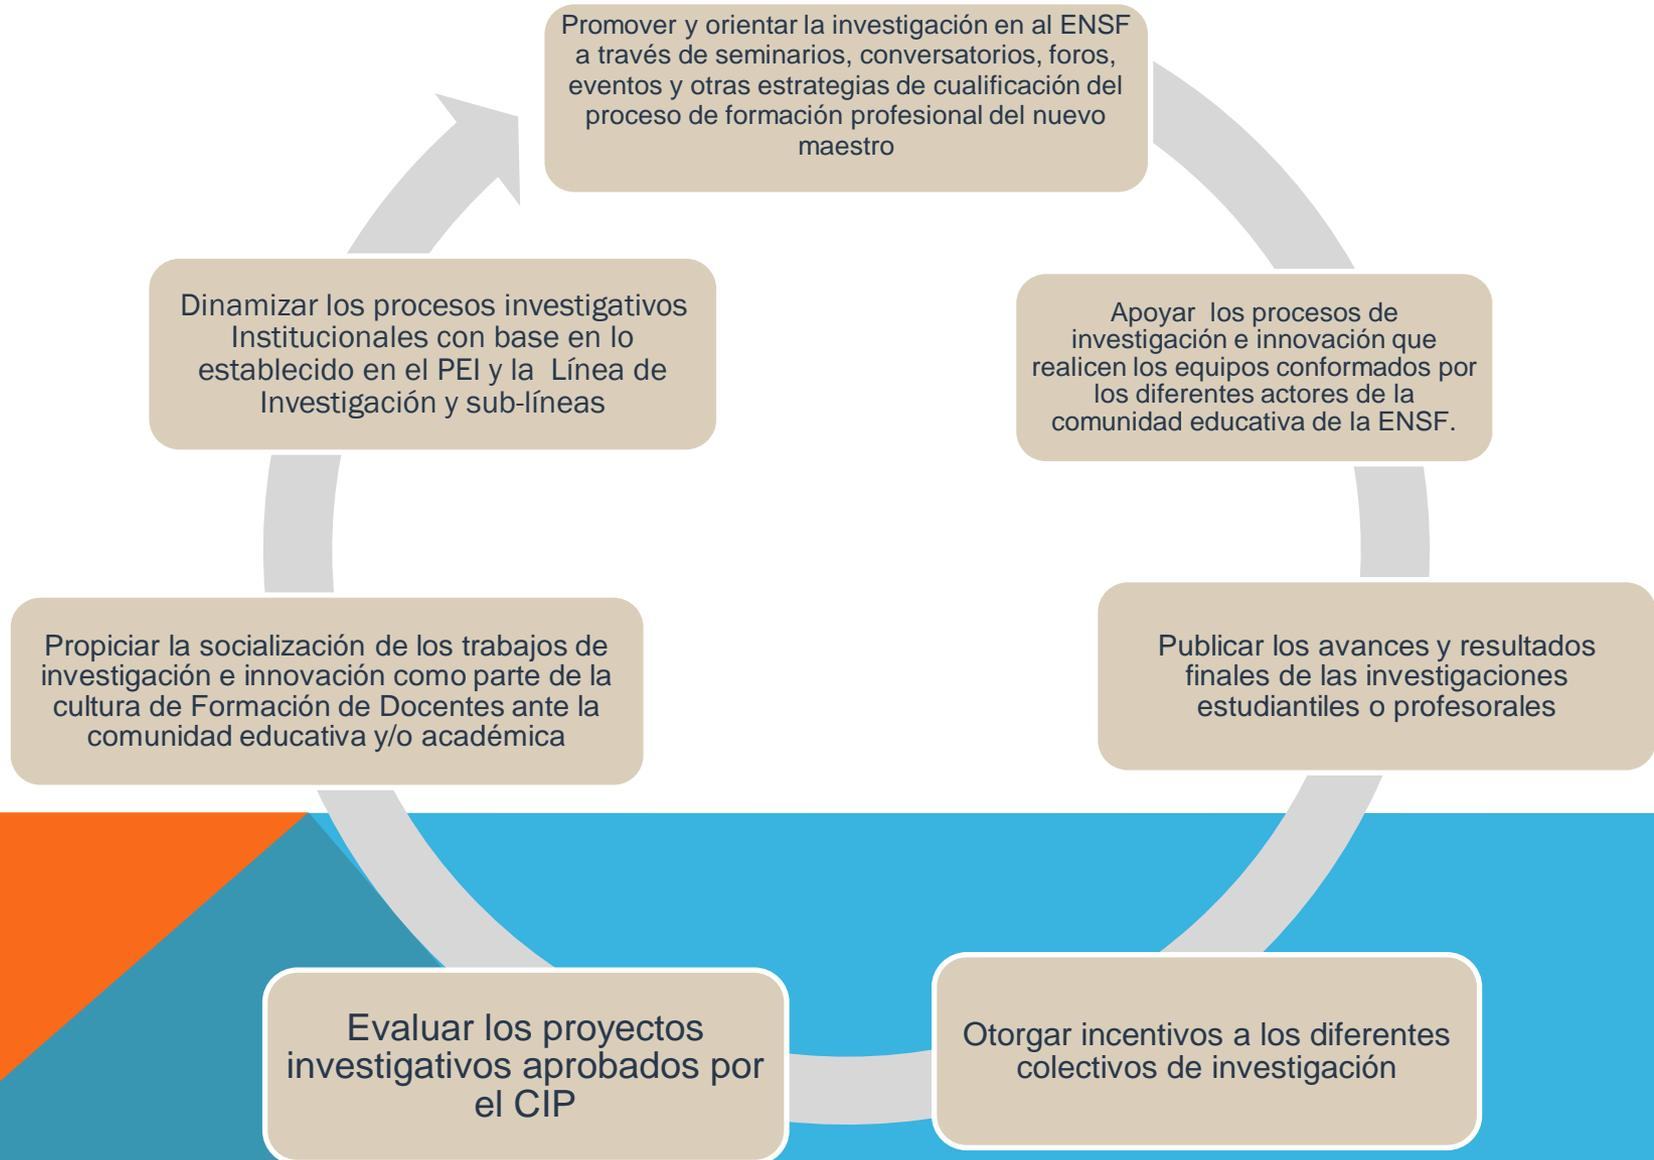 Promover y orientar la investigación en al ENSF
a través de seminarios, conversatorios, foros,
eventos y otras estrategias de cualificación del
proceso de formación profesional del nuevo
maestro
Apoyar los procesos de
investigación e innovación que
realicen los equipos conformados por
los diferentes actores de la
comunidad educativa de la ENSF.
Publicar los avances y resultados
finales de las investigaciones
estudiantiles o profesorales
Otorgar incentivos a los diferentes
colectivos de investigación
Evaluar los proyectos
investigativos aprobados por
el CIP
Propiciar la socialización de los trabajos de
investigación e innovación como parte de la
cultura de Formación de Docentes ante la
comunidad educativa y/o académica
Dinamizar los procesos investigativos
Institucionales con base en lo
establecido en el PEI y la Línea de
Investigación y sub-líneas